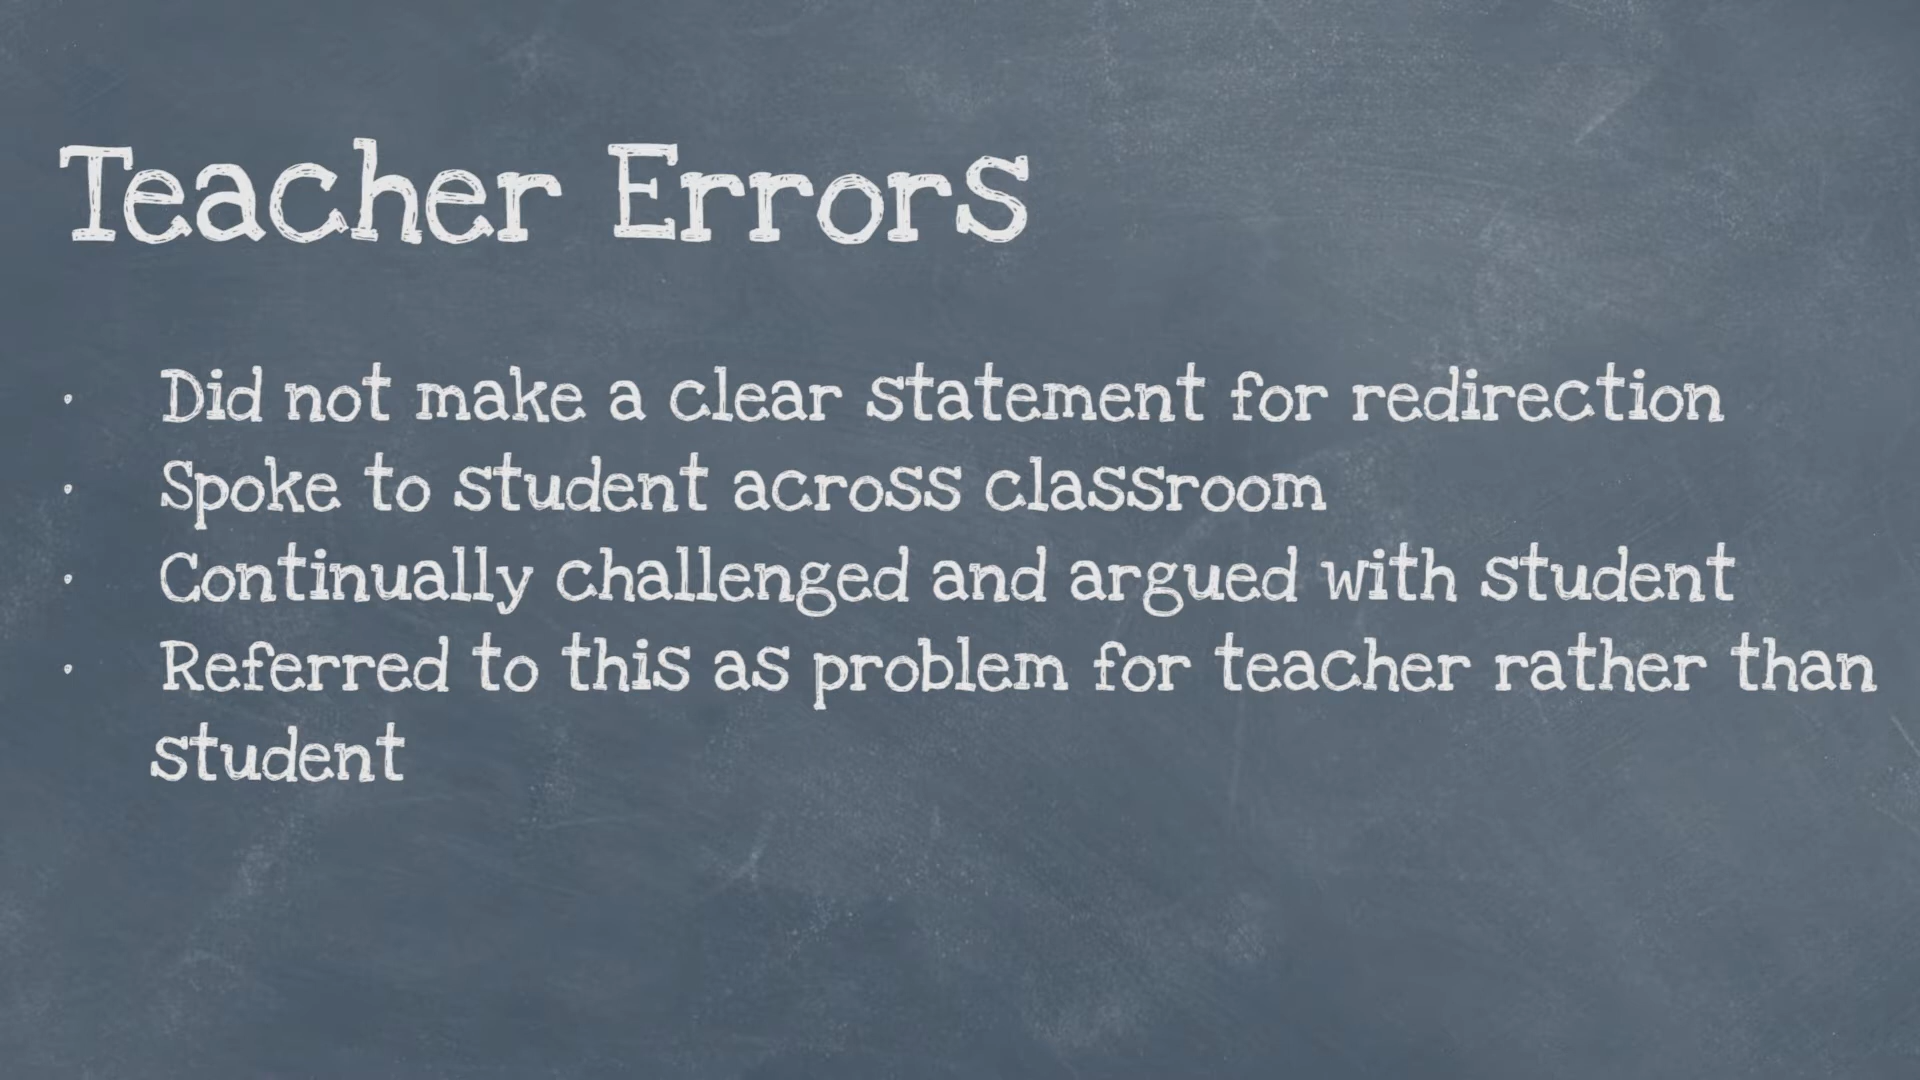 Teacher Errors
· Did not make a clear statement for redirection
· Spoke to student across classroom
· Continually challenged and argued with student
· Referred to this as problem for teacher rather than
student